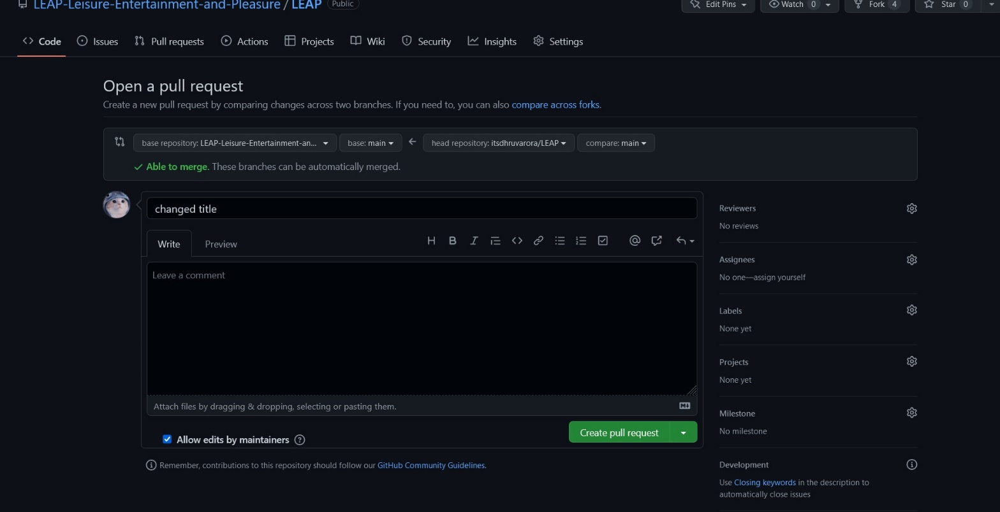 LEAP-Leisure-Entertainment-and-Pleasure / LEAP Public Edit Pins Watch 0 Fork 4 Star 0
Code Issues Pull requests Actions Projects Wiki Security Insights Settings
Open a pull request
Create a new pull request by comparing changes across two branches. If you need to, you can also compare across forks.
base repository: LEAP-Leisure-Entertainment-an... base: main ← head repository: itsdhruvarora/LEAP compare: main
✓ Able to merge. These branches can be automatically merged.
changed title
Write Preview
Leave a comment
Attach files by dragging & dropping, selecting or pasting them.
Allow edits by maintainers
Create pull request
Remember, contributions to this repository should follow our GitHub Community Guidelines.
Reviewers
No reviews
Assignees
No one—assign yourself
Labels
None yet
Projects
None yet
Milestone
No milestone
Development
Use Closing keywords in the description to
automatically close issues